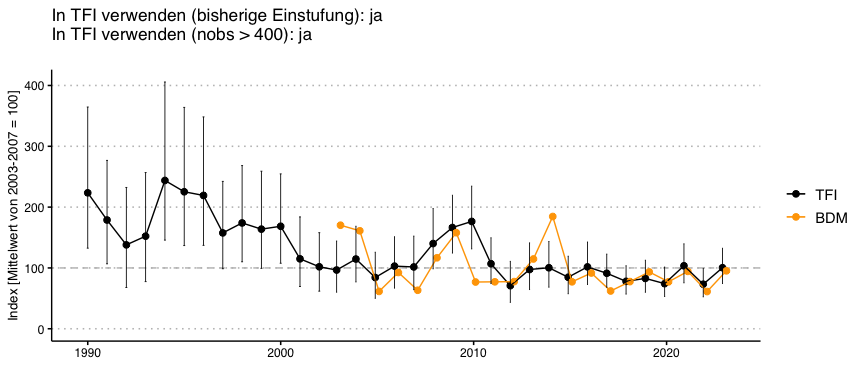 In TFI verwenden (bisherige Einstufung): ja
In TFI verwenden (nobs > 400): ja
Index [Mittelwert von 2003-2007 = 100]
400
300
200
100
0
1990
2000
2010
2020
TFI
BDM